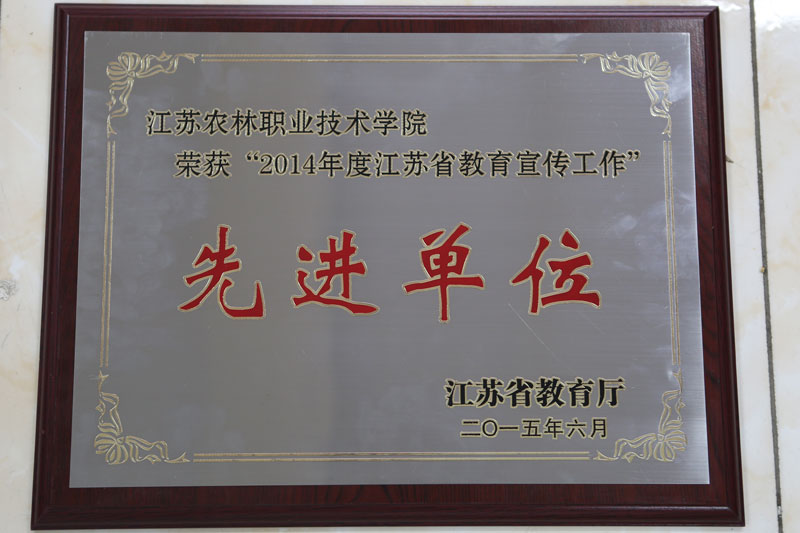 江苏农林职业技术学院
荣获“2014年度江苏省教育宣传工作”
先进单位
江苏省教育厅
二〇一五年六月